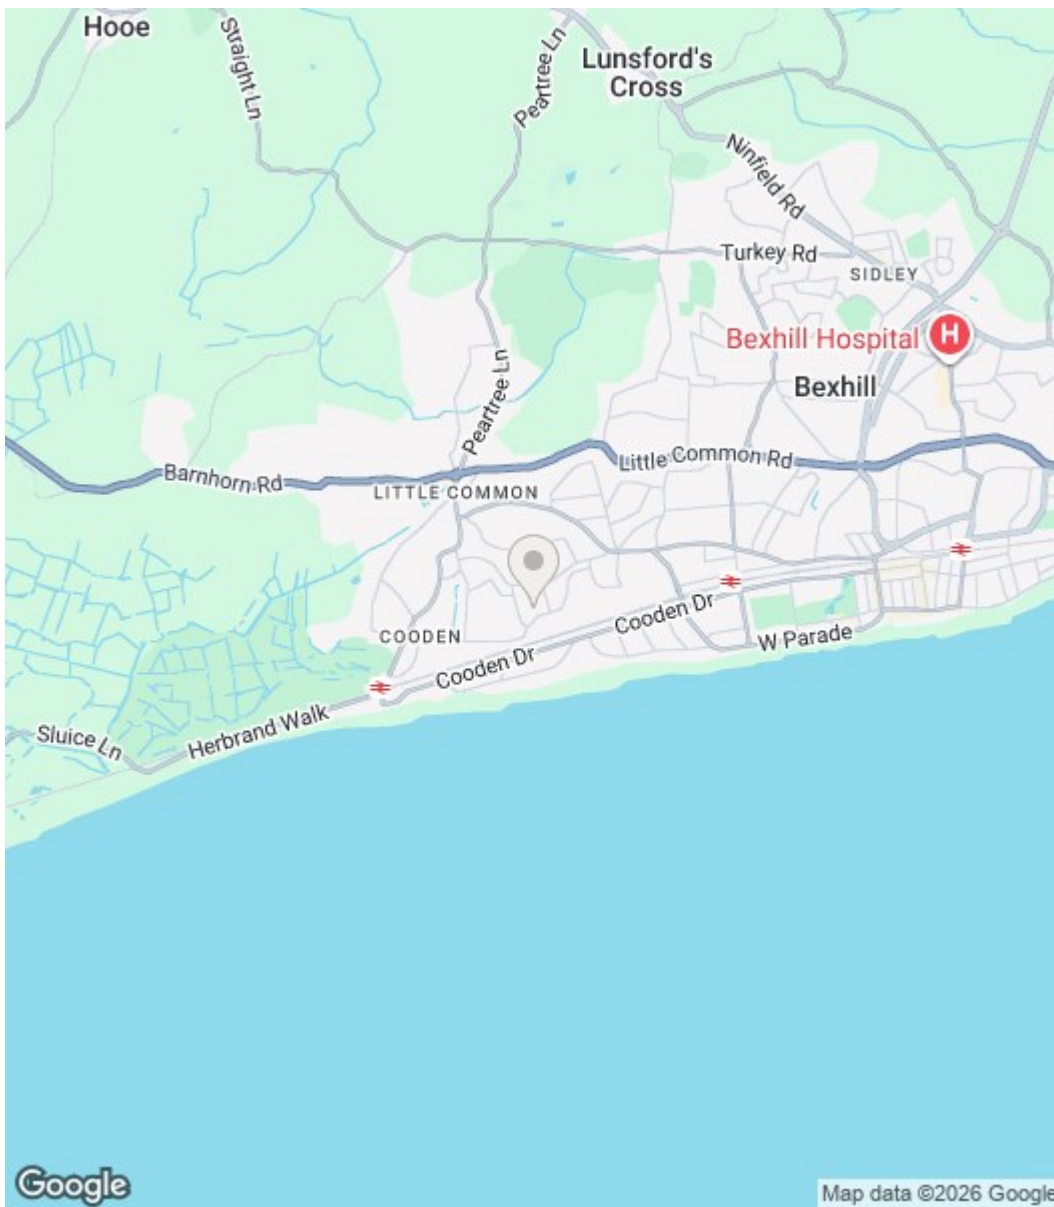 Hooe
Straight Ln
Peartree Ln
Lunsford's
Cross
Ninfield Rd
Turkey Rd
SIDLEY
Bexhill Hospital
H
Bexhill
Peartree Ln
Little Common Rd
Barnhorn Rd
LITTLE COMMON
Cooden Dr
COODEN
W Parade
Cooden Dr
Herbrand Walk
Sluice Ln
Google
Map data ©2026 Google